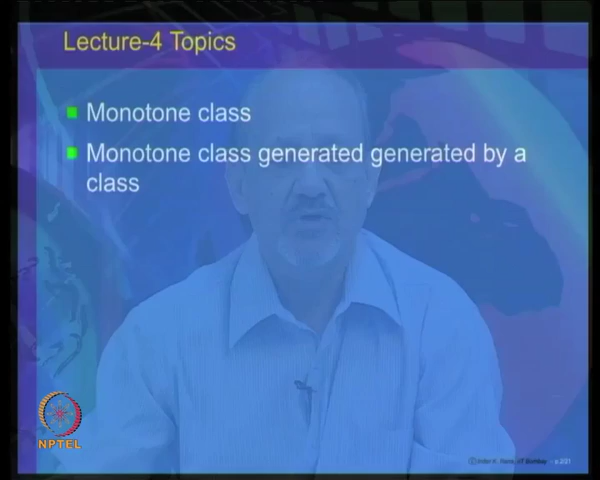 Lecture-4 Topics
Monotone class
Monotone class generated generated by a
class
NPTEL